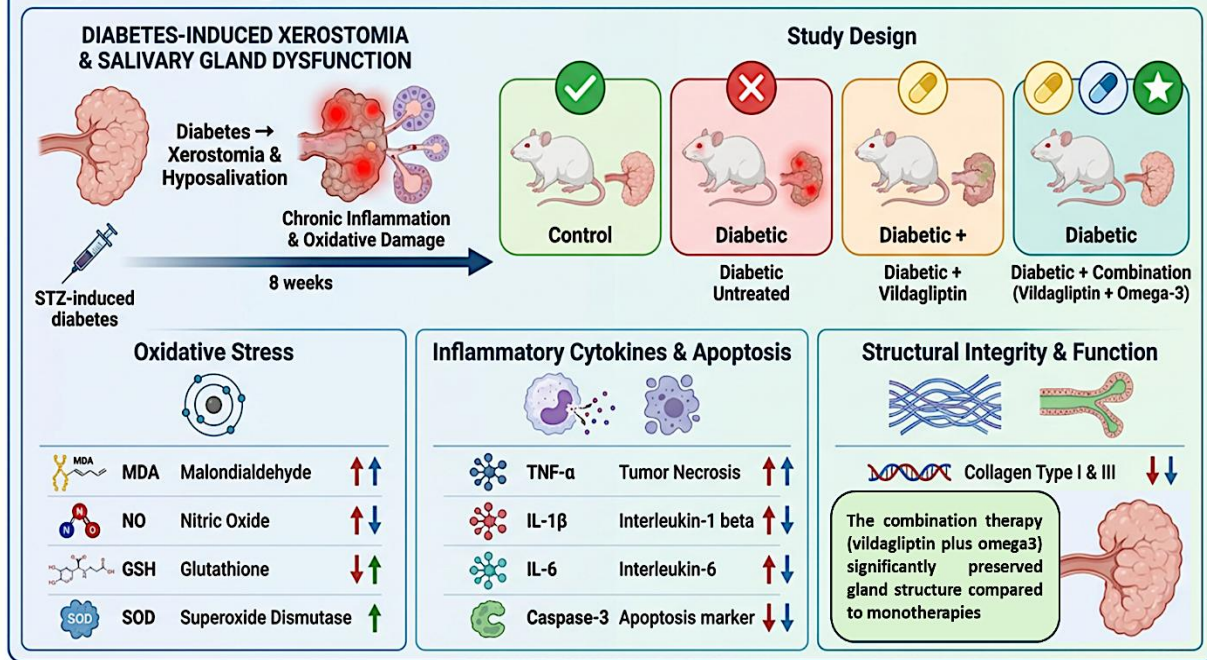 DIABETES-INDUCED XEROSTOMIA
& SALIVARY GLAND DYSFUNCTION
Diabetes →
Xerostomia &
Hyposalivation
Chronic Inflammation
& Oxidative Damage
STZ-induced
diabetes
8 weeks
Study Design
Control
Diabetic
Diabetic
Untreated
Diabetic +
Diabetic +
Vildagliptin
Diabetic
Diabetic + Combination
(Vildagliptin + Omega-3)
Oxidative Stress
MDA MDA Malondialdehyde ↑↑
N N O NO Nitric Oxide ↑↓
GSH Glutathione ↓↑
SOD SOD Superoxide Dismutase ↑
Inflammatory Cytokines & Apoptosis
TNF-α Tumor Necrosis ↑↑
IL-1β Interleukin-1 beta ↑↓
IL-6 Interleukin-6 ↑↓
Caspase-3 Apoptosis marker ↓↓
Structural Integrity & Function
Collagen Type I & III ↓↓
The combination therapy
(vildagliptin plus omega3)
significantly preserved
gland structure compared
to monotherapies